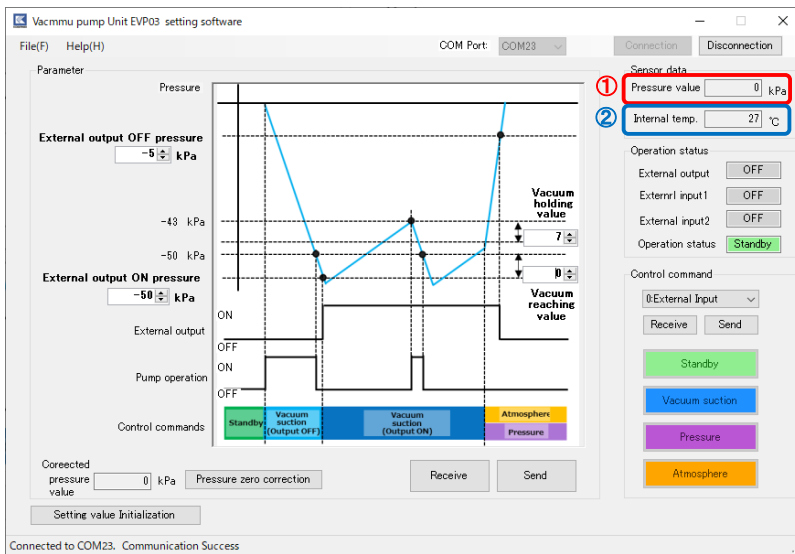 Vacmmu pump Unit EVP03 setting software
File(F) Help(H) COM Port: COM23 Connection Disconnection
Parameter
Pressure
External output OFF pressure
-5 kPa
-43 kPa
-50 kPa
External output ON pressure
-50 kPa
Vacuum
holding
value
7
0
Vacuum
reaching
value
External output
ON
OFF
Pump operation
ON
OFF
Control commands
Standby
Vacuum
suction
(Output OFF)
Vacuum
suction
(Output ON)
Atmosphere
Pressure
Coreected
pressure
value
0 kPa
Pressure zero correction
Receive Send
Setting value Initialization
Sensor data
① Pressure value 0 kPa
② Internal temp. 27 ℃
Operation status
External output OFF
Externrl input1 OFF
External input2 OFF
Operation status Standby
Control command
0:External Input
Receive Send
Standby
Vacuum suction
Pressure
Atmosphere
Connected to COM23. Communication Success